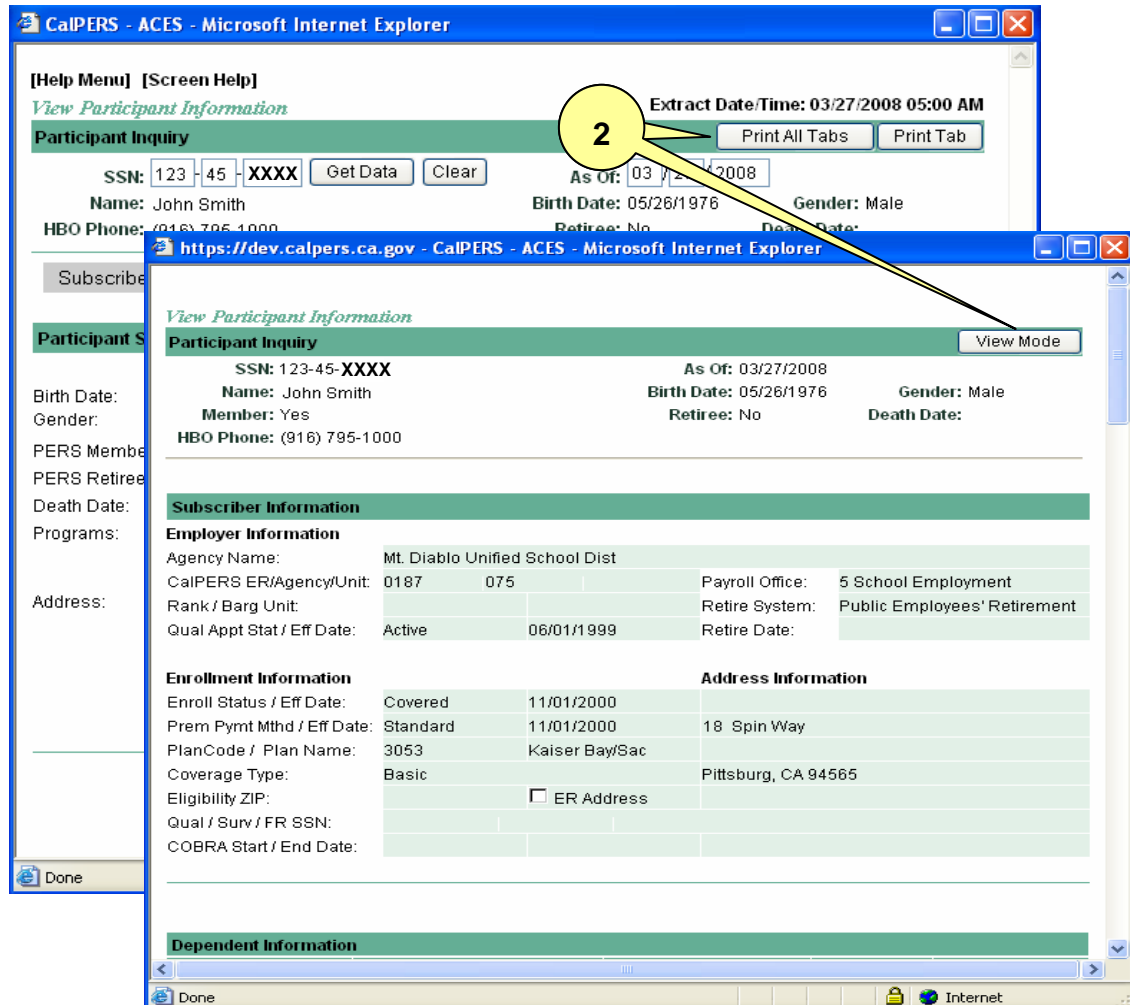 CalPERS - ACES - Microsoft Internet Explorer
[Help Menu] [Screen Help]
View Participant Information
Extract Date/Time: 03/27/2008 05:00 AM
2
Participant Inquiry Print All Tabs Print Tab
SSN: 123 - 45 - XXXX Get Data Clear As Of: 03 / 2 2008
Name: John Smith Birth Date: 05/26/1976 Gender: Male
HBO Phone: (916) 795-1000 Retiree: No Death Date:
Subscribe
Participant S
Birth Date:
Gender:
PERS Membe
PERS Retiree
Death Date:
Programs:
Address:
Done
https://dev.calpers.ca.gov - CalPERS - ACES - Microsoft Internet Explorer
View Participant Information
Participant Inquiry View Mode
SSN: 123-45-XXXX As Of: 03/27/2008
Name: John Smith Birth Date: 05/26/1976 Gender: Male
Member: Yes Retiree: No Death Date:
HBO Phone: (916) 795-1000
Subscriber Information
Employer Information
Agency Name: Mt. Diablo Unified School Dist
CalPERS ER/Agency/Unit: 0187 075 Payroll Office: 5 School Employment
Rank / Barg Unit: Retire System: Public Employees' Retirement
Qual Appt Stat / Eff Date: Active 06/01/1999 Retire Date:
Enrollment Information Address Information
Enroll Status / Eff Date: Covered 11/01/2000
Prem Pymt Mthd / Eff Date: Standard 11/01/2000 18 Spin Way
PlanCode / Plan Name: 3053 Kaiser Bay/Sac
Coverage Type: Basic Pittsburg, CA 94565
Eligibility ZIP: ER Address
Qual / Surv / FR SSN:
COBRA Start / End Date:
Dependent Information
Done Internet